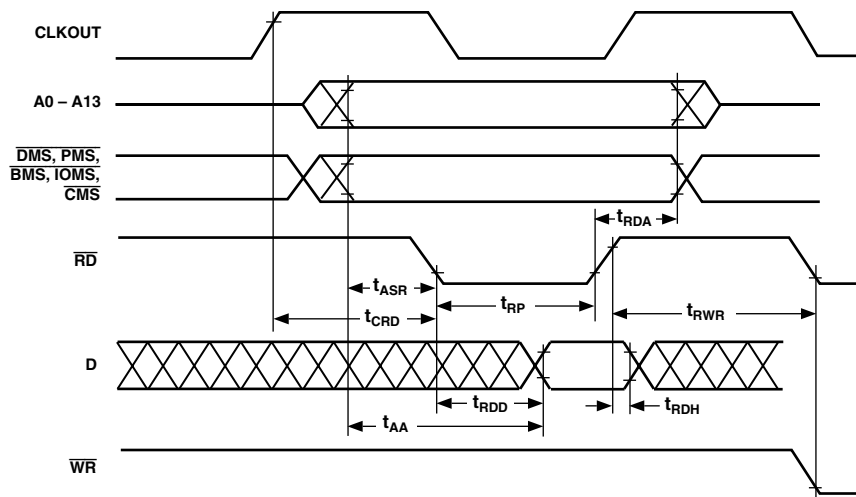 CLKOUT
A0 – A13
DMS, PMS,
BMS, IOMS,
CMS
tRDA
RD
tASR
tCRD
tRP
tRWR
D
tRDD
tRDH
tAA
WR